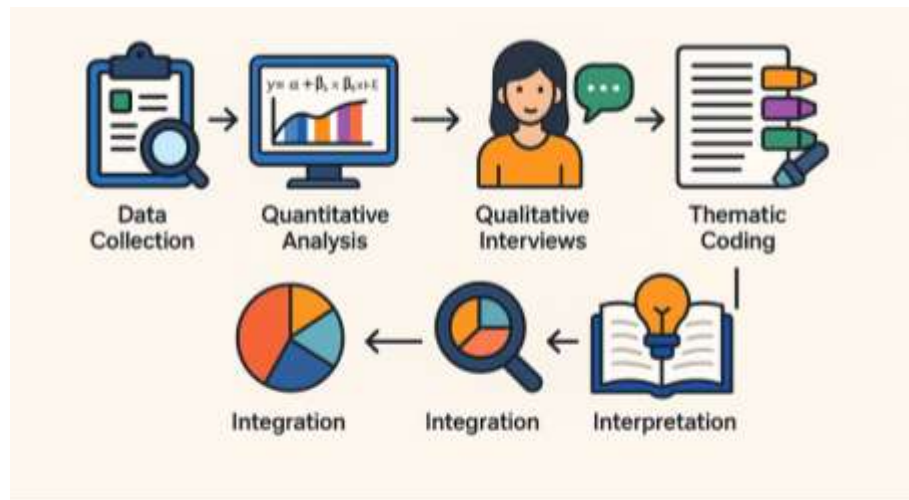 y = α + β
Data
Collection
Quantitative
Analysis
Qualitative
Interviews
Thematic
Coding
Integration
Integration
Interpretation